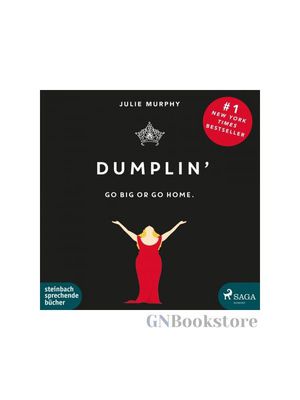 JULIE MURPHY
#1
NEW YORK
TIMES
BESTSELLER
DUMPLIN'
GO BIG OR GO HOME.
steinbach
sprechende
bücher
SAGA
GNBookstore